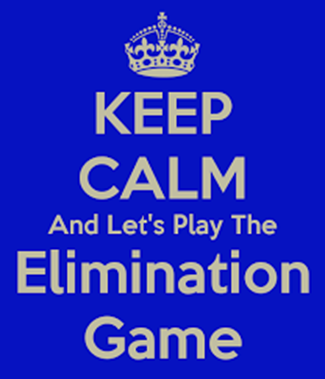 KEEP
CALM
And Let's Play The
Elimination
Game